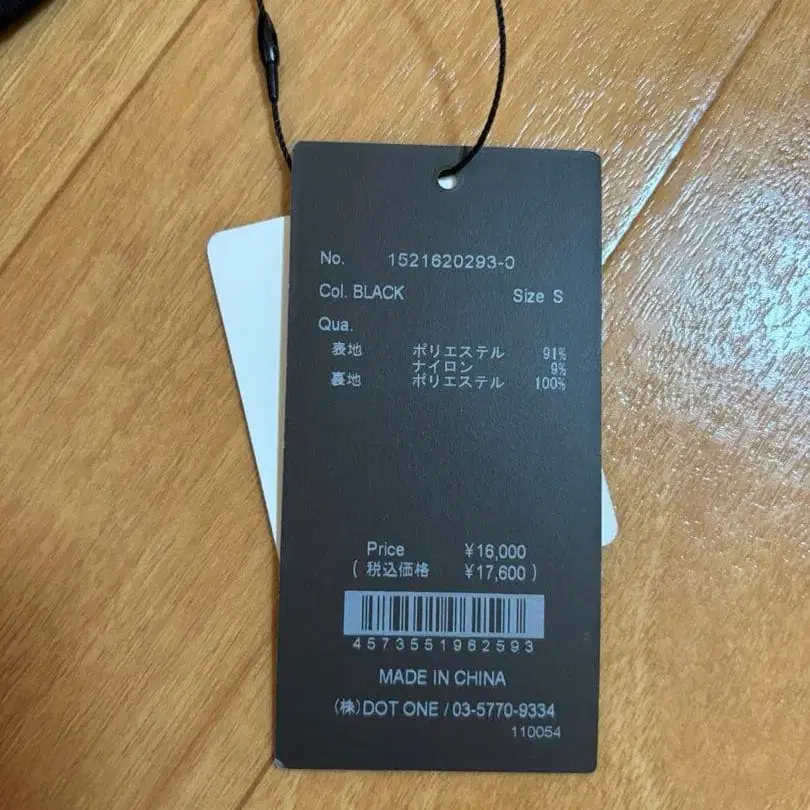 No. 1521620293-0
Col. BLACK Size S
Qua.
表地 ポリエステル 91%
ナイロン 9%
裏地 ポリエステル 100%
Price ¥16,000
( 税込価格 ¥17,600 )
4573551962593
MADE IN CHINA
(株)DOT ONE / 03-5770-9334
110054